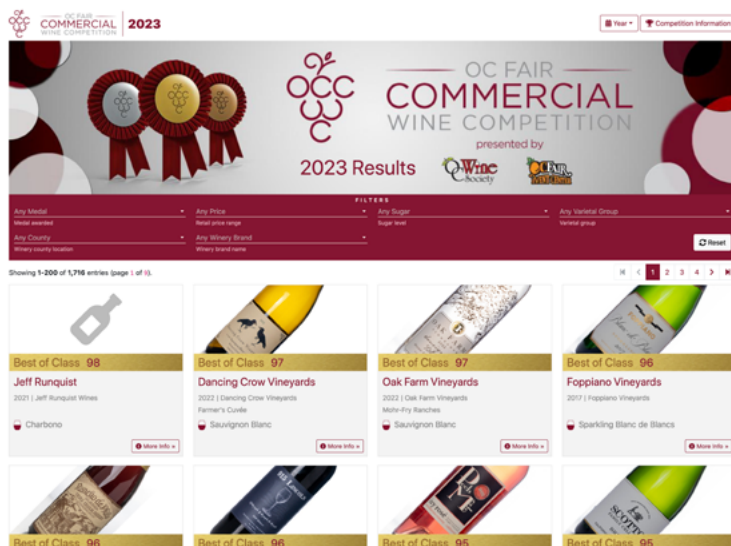 OC FAIR
COMMERCIAL
WINE COMPETITION
2023
Year
Competition Information
OC FAIR
COMMERCIAL
WINE COMPETITION
presented by
2023 Results
OC Wine
Society
OC FAIR
FILTERS
Any Medal
Any Price
Any Sugar
Any Varietal Group
Medal awarded
Retail price range
Sugar level
Varietal group
Any County
Any Winery Brand
Reset
Winery county location
Winery brand name
Showing 1-200 of 1,716 entries (page 1 of 9).
1 2 3 4
Best of Class 98
Best of Class 97
Best of Class 97
Best of Class 96
Jeff Runquist
Dancing Crow Vineyards
Oak Farm Vineyards
Foppiano Vineyards
2021 | Jeff Runquist Wines
2022 | Dancing Crow Vineyards
2022 | Oak Farm Vineyards
2017 | Foppiano Vineyards
Farmer's Cuvée
Mohr-Fry Ranches
Charbono
Sauvignon Blanc
Sauvignon Blanc
Sparkling Blanc de Blancs
More Info »
More Info »
More Info »
More Info »
Best of Class 96
Best of Class 96
Best of Class 95
Best of Class 95